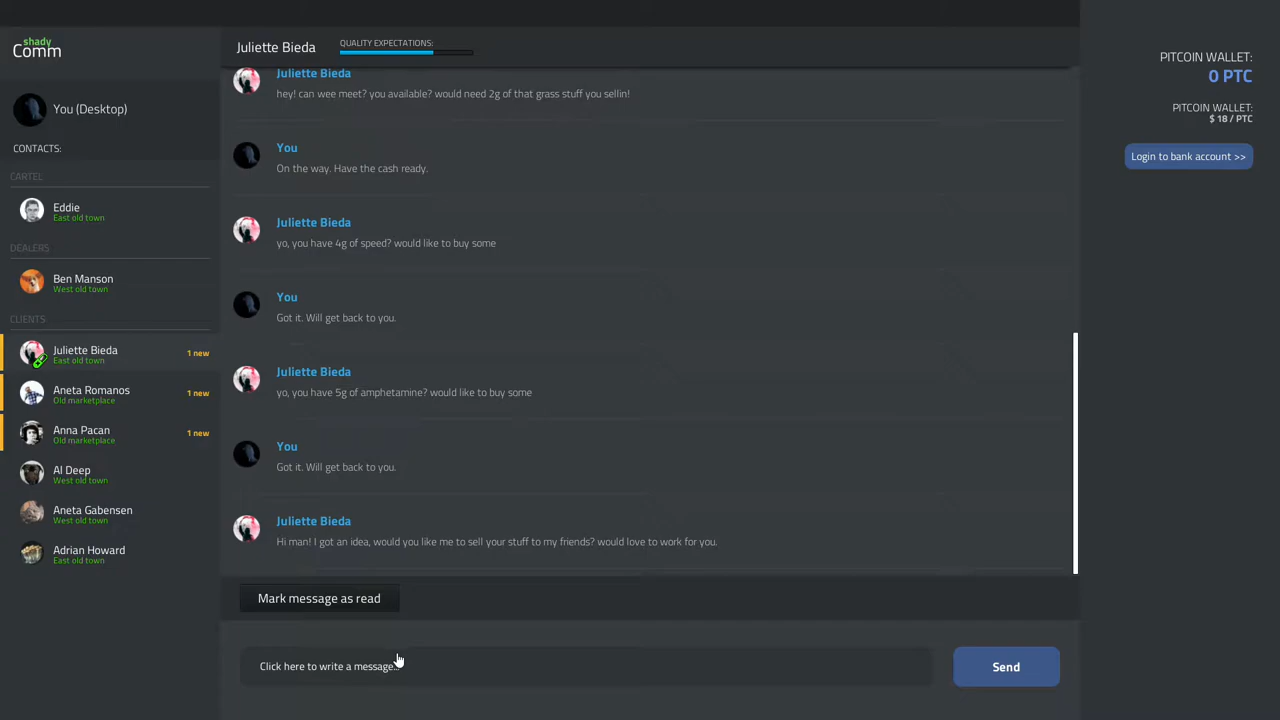 shady
Comm
You (Desktop)
CONTACTS:
CARTEL
Eddie
East old town
DEALERS
Ben Manson
West old town
CLIENTS
Juliette Bieda
East old town
1 new
Aneta Romanos
Old marketplace
1 new
Anna Pacan
Old marketplace
1 new
Al Deep
West old town
Aneta Gabensen
West old town
Adrian Howard
East old town
Juliette Bieda
QUALITY EXPECTATIONS:
Juliette Bieda
hey! can wee meet? you available? would need 2g of that grass stuff you sellin!
You
On the way. Have the cash ready.
Juliette Bieda
yo, you have 4g of speed? would like to buy some
You
Got it. Will get back to you.
Juliette Bieda
yo, you have 5g of amphetamine? would like to buy some
You
Got it. Will get back to you.
Juliette Bieda
Hi man! I got an idea, would you like me to sell your stuff to my friends? would love to work for you.
Mark message as read
Click here to write a message...
Send
PITCOIN WALLET:
0 PTC
PITCOIN WALLET:
$ 18 / PTC
Login to bank account >>